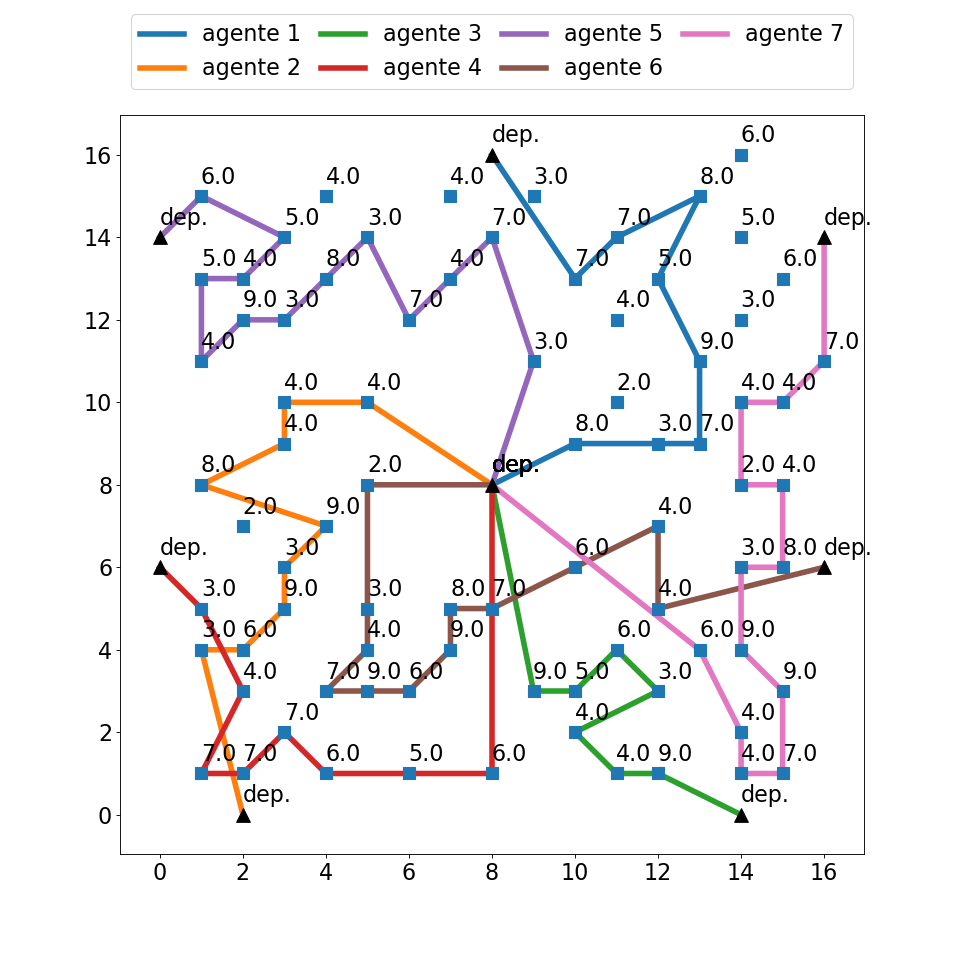 agente 1 agente 3 agente 5 agente 7
agente 2 agente 4 agente 6
dep. 6.0
6.0 4.0 4.0 3.0 8.0
16
dep. 5.0 3.0 7.0 7.0 5.0 dep.
14
5.0 4.0 8.0 4.0 7.0 5.0 6.0
9.0 3.0 7.0 4.0 3.0
12
4.0 3.0 9.0 7.0
4.0 4.0 2.0 4.0 4.0
10
4.0 8.0 3.0 7.0
8.0 2.0 dep. 2.0 4.0
8
2.0 9.0 4.0
dep. 3.0 6.0 3.0 8.0 dep.
6
3.0 9.0 3.0 8.0 7.0 4.0
3.0 6.0 4.0 9.0 6.0 6.0 9.0
4
4.0 7.0 9.0 6.0 9.0 5.0 3.0 9.0
7.0 4.0 4.0
2
7.0 7.0 6.0 5.0 6.0 4.0 9.0 4.0 7.0
dep. dep.
0
0 2 4 6 8 10 12 14 16